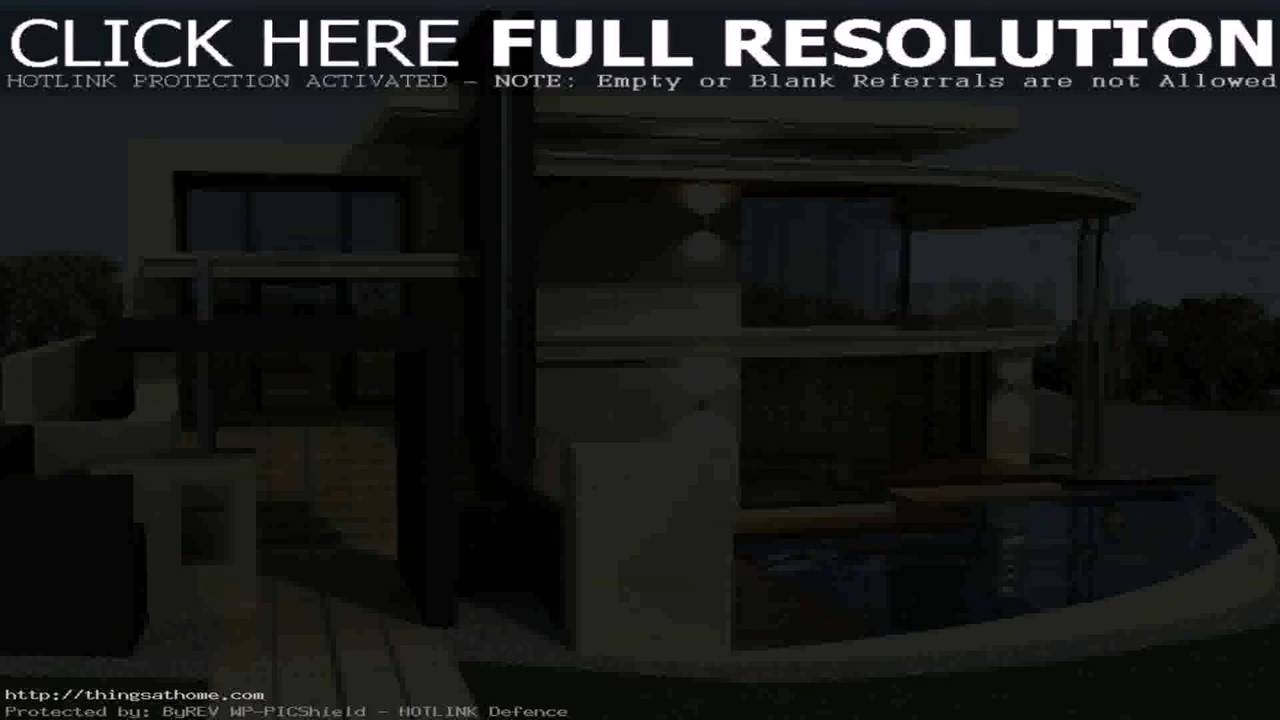 CLICK HERE FULL RESOLUTION
HOTLINK PROTECTION ACTIVATED - NOTE: Empty or Blank Referrals are not Allowed
http://thingsathome.com
Protected by: ByREV WP-PICShield - HOTLINK Defence